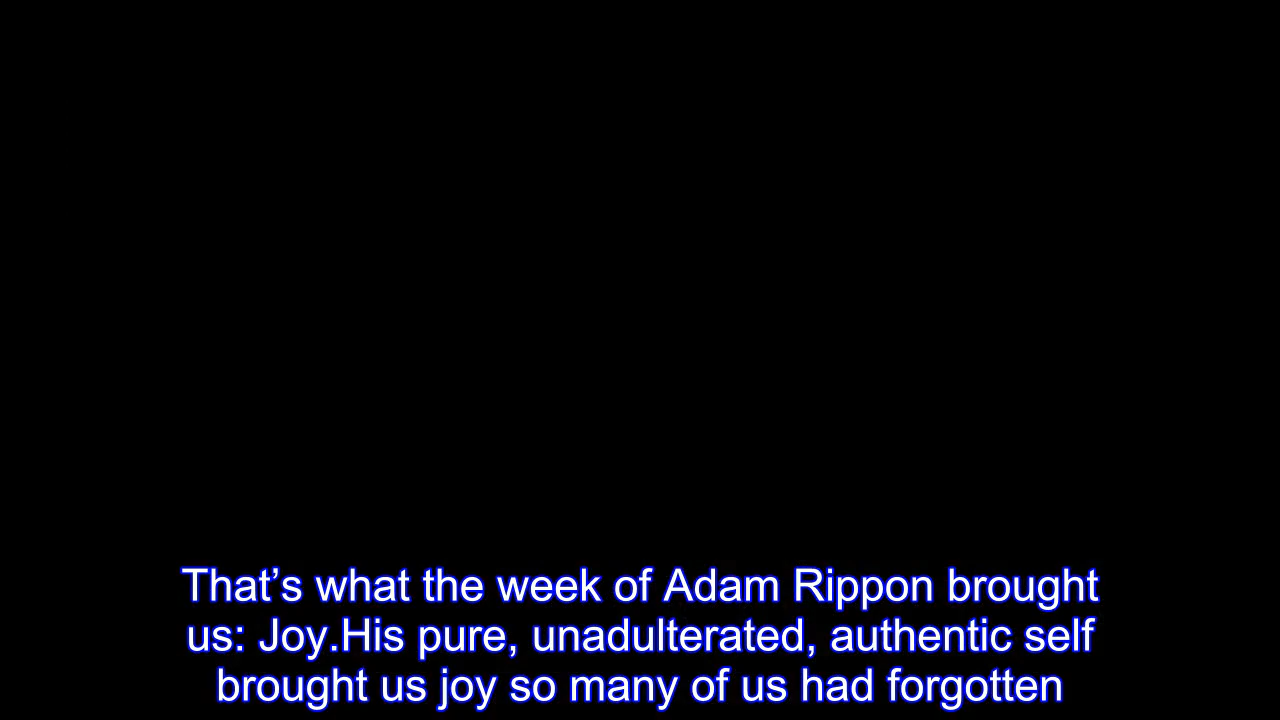 That’s what the week of Adam Rippon brought
us: Joy.His pure, unadulterated, authentic self
brought us joy so many of us had forgotten